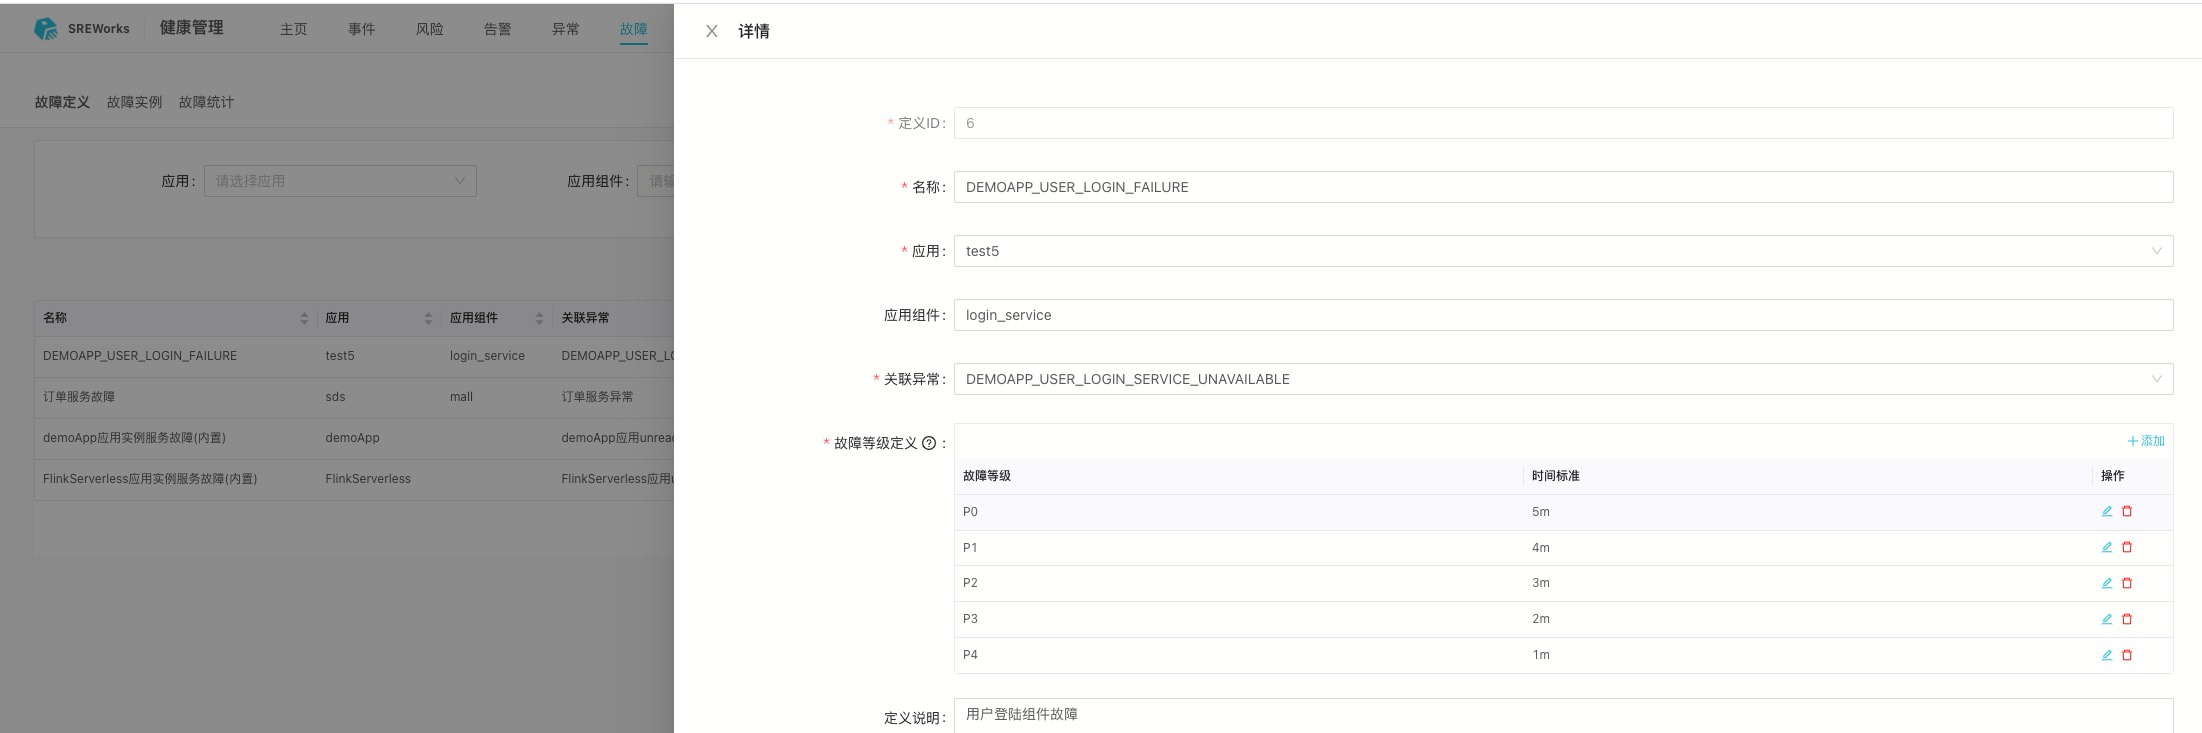 SREWorks
健康管理
主页 事件 风险 告警 异常 故障
故障定义 故障实例 故障统计
应用: 请选择应用 应用组件: 请输
名称 应用 应用组件 关联异常
DEMOAPP_USER_LOGIN_FAILURE test5 login_service DEMOAPP_USER_LO
订单服务故障 sds mall 订单服务异常
demoApp应用实例服务故障(内置) demoApp demoApp应用unread
FlinkServerless应用实例服务故障(内置) FlinkServerless FlinkServerless应用u
详情
* 定义ID: 6
* 名称: DEMOAPP_USER_LOGIN_FAILURE
* 应用: test5
应用组件: login_service
* 关联异常: DEMOAPP_USER_LOGIN_SERVICE_UNAVAILABLE
* 故障等级定义 ? :
+ 添加
故障等级 时间标准 操作
P0 5m
P1 4m
P2 3m
P3 2m
P4 1m
定义说明: 用户登陆组件故障